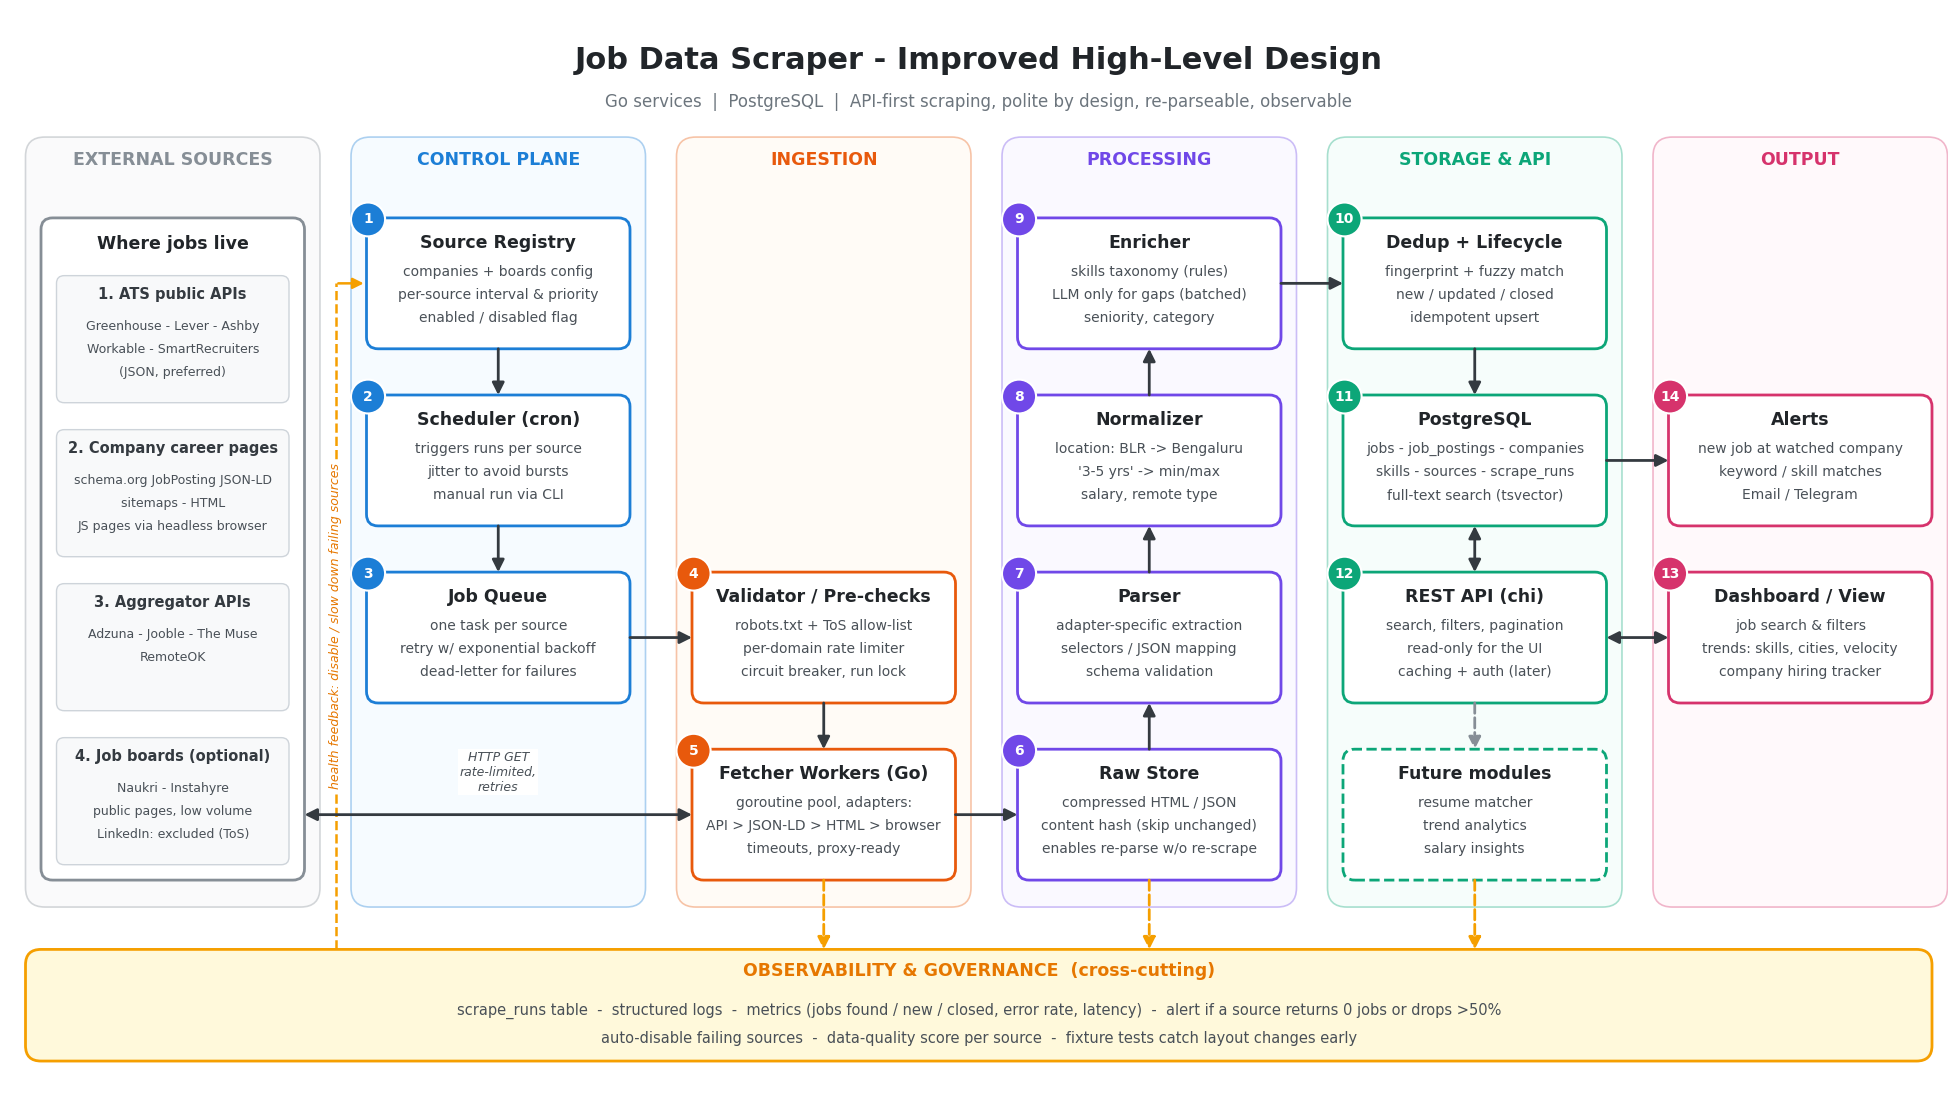 Job Data Scraper - Improved High-Level Design
Go services | PostgreSQL | API-first scraping, polite by design, re-parseable, observable
EXTERNAL SOURCES
Where jobs live
1. ATS public APIs
Greenhouse - Lever - Ashby
Workable - SmartRecruiters
(JSON, preferred)
2. Company career pages
schema.org JobPosting JSON-LD
sitemaps - HTML
JS pages via headless browser
3. Aggregator APIs
Adzuna - Jooble - The Muse
RemoteOK
4. Job boards (optional)
Naukri - Instahyre
public pages, low volume
LinkedIn: excluded (ToS)
health feedback: disable / slow down failing sources
CONTROL PLANE
1
Source Registry
companies + boards config
per-source interval & priority
enabled / disabled flag
2
Scheduler (cron)
triggers runs per source
jitter to avoid bursts
manual run via CLI
3
Job Queue
one task per source
retry w/ exponential backoff
dead-letter for failures
HTTP GET
rate-limited,
retries
INGESTION
4
Validator / Pre-checks
robots.txt + ToS allow-list
per-domain rate limiter
circuit breaker, run lock
5
Fetcher Workers (Go)
goroutine pool, adapters:
API > JSON-LD > HTML > browser
timeouts, proxy-ready
PROCESSING
9
Enricher
skills taxonomy (rules)
LLM only for gaps (batched)
seniority, category
8
Normalizer
location: BLR -> Bengaluru
'3-5 yrs' -> min/max
salary, remote type
7
Parser
adapter-specific extraction
selectors / JSON mapping
schema validation
6
Raw Store
compressed HTML / JSON
content hash (skip unchanged)
enables re-parse w/o re-scrape
STORAGE & API
10
Dedup + Lifecycle
fingerprint + fuzzy match
new / updated / closed
idempotent upsert
11
PostgreSQL
jobs - job_postings - companies
skills - sources - scrape_runs
full-text search (tsvector)
12
REST API (chi)
search, filters, pagination
read-only for the UI
caching + auth (later)
Future modules
resume matcher
trend analytics
salary insights
OUTPUT
14
Alerts
new job at watched company
keyword / skill matches
Email / Telegram
13
Dashboard / View
job search & filters
trends: skills, cities, velocity
company hiring tracker
OBSERVABILITY & GOVERNANCE (cross-cutting)
scrape_runs table - structured logs - metrics (jobs found / new / closed, error rate, latency) - alert if a source returns 0 jobs or drops >50%
auto-disable failing sources - data-quality score per source - fixture tests catch layout changes early